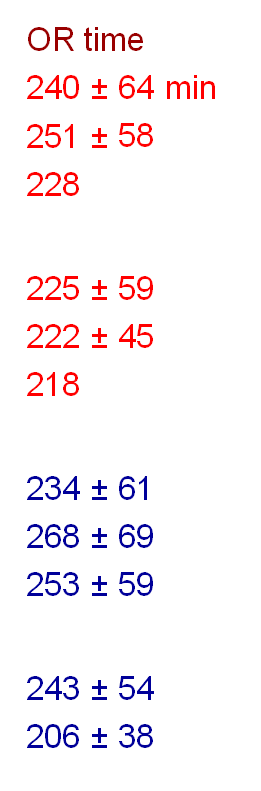 OR time
240 ± 64 min
251 ± 58
228
225 ± 59
222 ± 45
218
234 ± 61
268 ± 69
253 ± 59
243 ± 54
206 ± 38